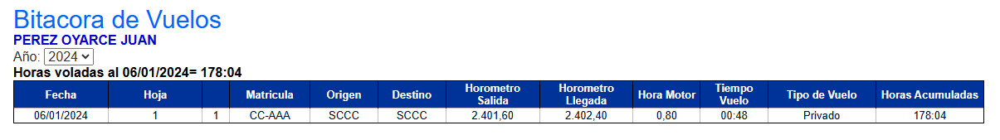 Bitacora de Vuelos
PEREZ OYARCE JUAN
Año: 2024
Horas voladas al 06/01/2024= 178:04
Fecha Hoja Matricula Origen Destino Horometro Salida Horometro Llegada Hora Motor Tiempo Vuelo Tipo de Vuelo Horas Acumuladas
06/01/2024 1 1 CC-AAA SCCC SCCC 2.401,60 2.402,40 0,80 00:48 Privado 178:04